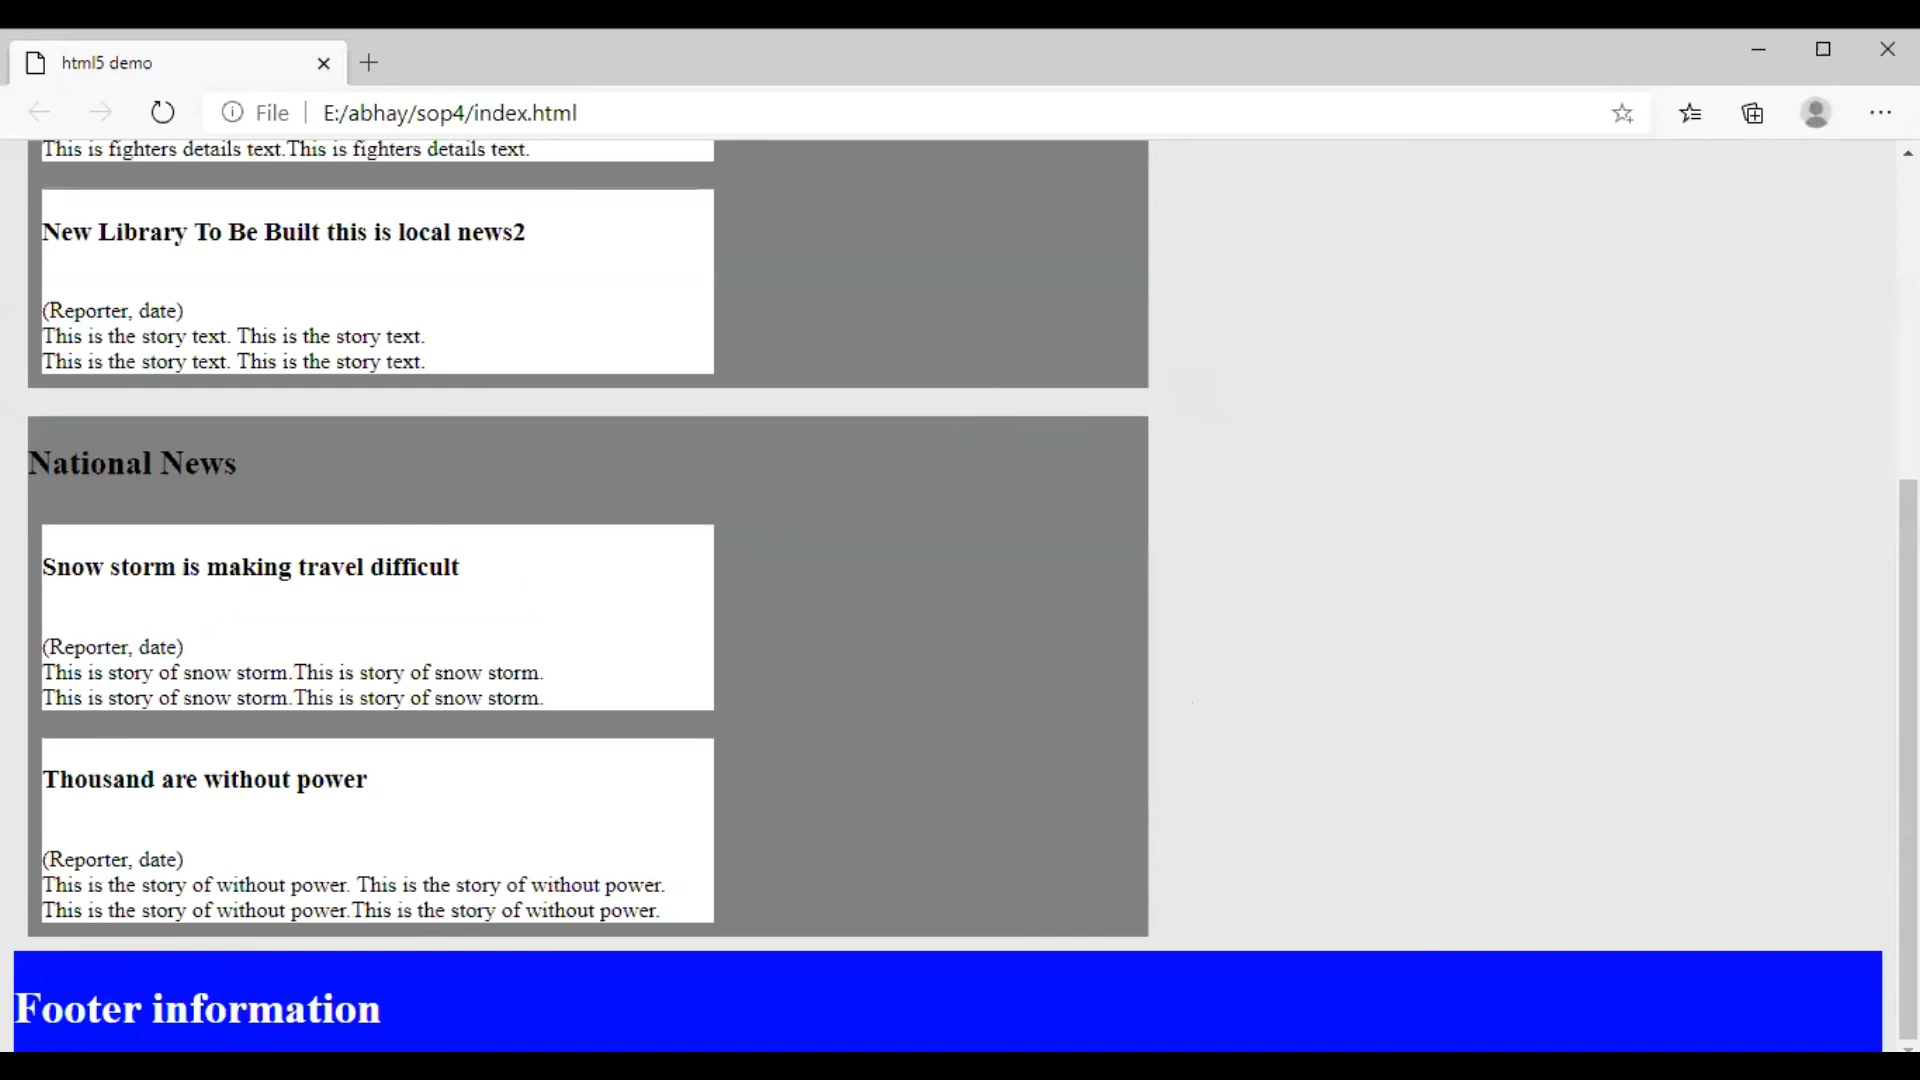 html5 demo
File
E:/abhay/sop4/index.html
This is fighters details text.This is fighters details text.
New Library To Be Built this is local news2
(Reporter, date)
This is the story text. This is the story text.
This is the story text. This is the story text.
National News
Snow storm is making travel difficult
(Reporter, date)
This is story of snow storm.This is story of snow storm.
This is story of snow storm.This is story of snow storm.
Thousand are without power
(Reporter, date)
This is the story of without power. This is the story of without power.
This is the story of without power.This is the story of without power.
Footer information